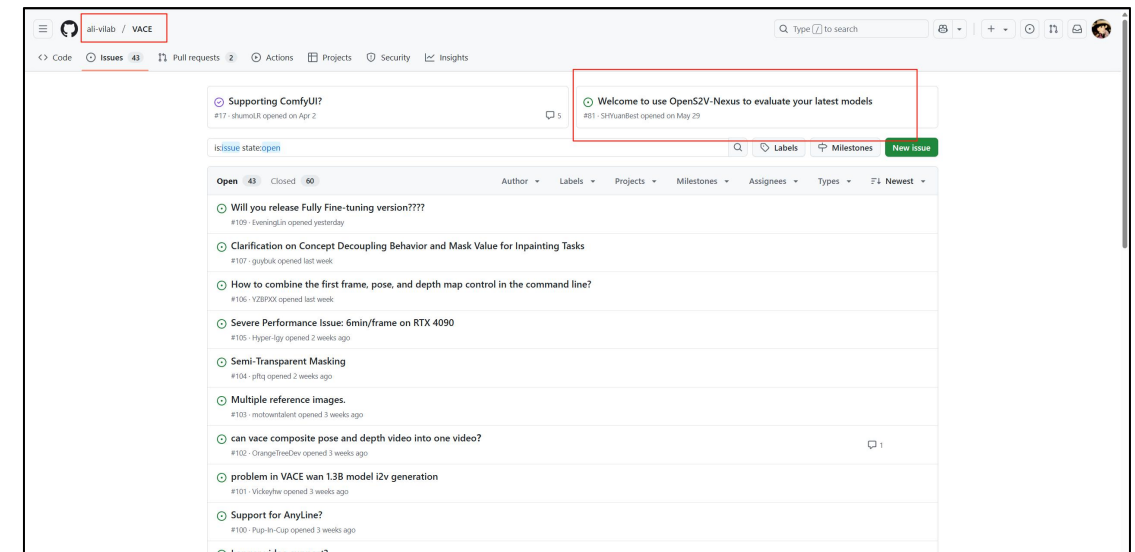 ali-vilab / VACE
Type / to search
Code Issues 43 Pull requests 2 Actions Projects Security Insights
Supporting ComfyUI?
#17 · shumoLR opened on Apr 2
5
Welcome to use OpenS2V-Nexus to evaluate your latest models
#81 · SHYuanBest opened on May 29
is:issue state:open
Labels Milestones New issue
Open 43 Closed 60 Author Labels Projects Milestones Assignees Types Newest
Will you release Fully Fine-tuning version????
#109 · EveningLin opened yesterday
Clarification on Concept Decoupling Behavior and Mask Value for Inpainting Tasks
#107 · guybuk opened last week
How to combine the first frame, pose, and depth map control in the command line?
#106 · YZBPXX opened last week
Severe Performance Issue: 6min/frame on RTX 4090
#105 · Hyper-lgy opened 2 weeks ago
Semi-Transparent Masking
#104 · pftq opened 2 weeks ago
Multiple reference images.
#103 · motowntalent opened 3 weeks ago
can vace composite pose and depth video into one video?
#102 · OrangeTreeDev opened 3 weeks ago
1
problem in VACE wan 1.3B model i2v generation
#101 · Vickeyhw opened 3 weeks ago
Support for AnyLine?
#100 · Pup-In-Cup opened 3 weeks ago